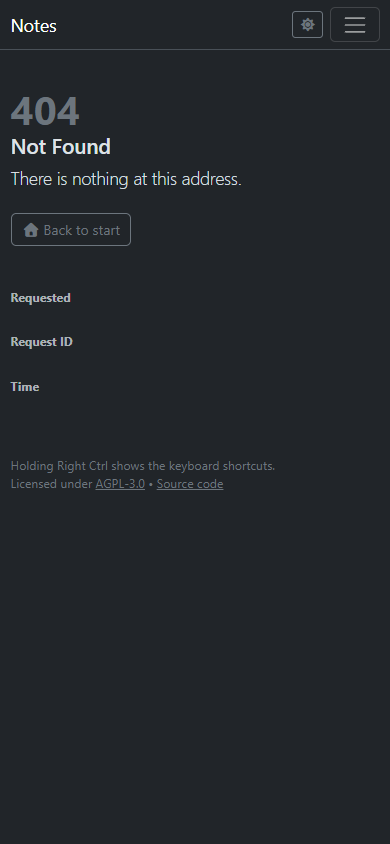 Notes
404
Not Found
There is nothing at this address.
Back to start
Requested
Request ID
Time
Holding Right Ctrl shows the keyboard shortcuts.
Licensed under AGPL-3.0 • Source code